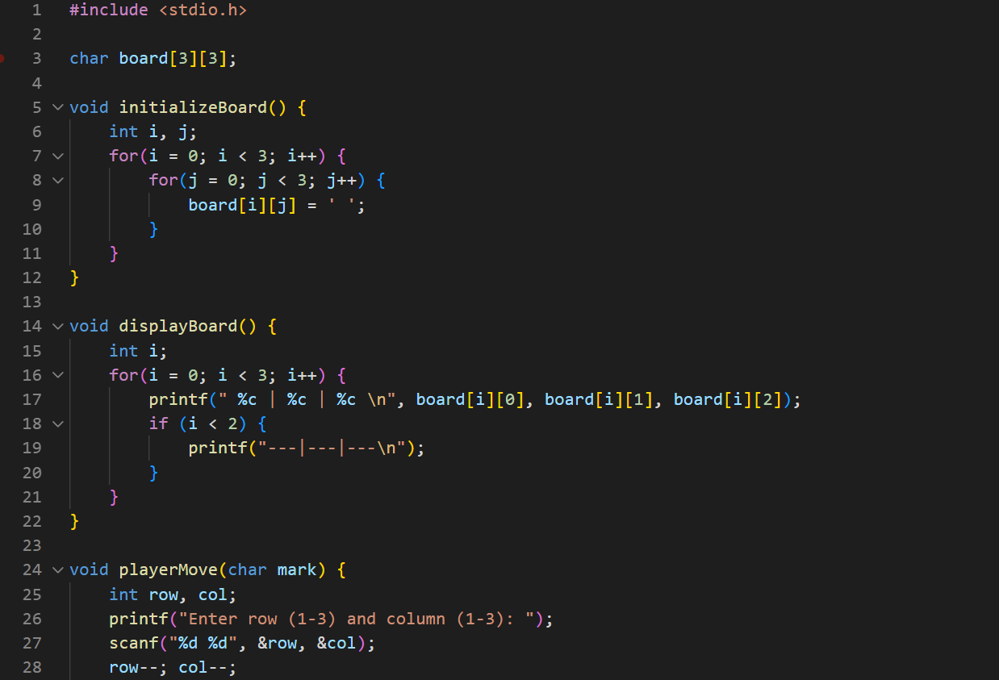 1 #include <stdio.h>
2
3 char board[3][3];
4
5 void initializeBoard() {
6     int i, j;
7     for(i = 0; i < 3; i++) {
8         for(j = 0; j < 3; j++) {
9             board[i][j] = ' ';
10         }
11     }
12 }
13
14 void displayBoard() {
15     int i;
16     for(i = 0; i < 3; i++) {
17         printf(" %c | %c | %c \n", board[i][0], board[i][1], board[i][2]);
18         if (i < 2) {
19             printf("---|---|---\n");
20         }
21     }
22 }
23
24 void playerMove(char mark) {
25     int row, col;
26     printf("Enter row (1-3) and column (1-3): ");
27     scanf("%d %d", &row, &col);
28     row--; col--;